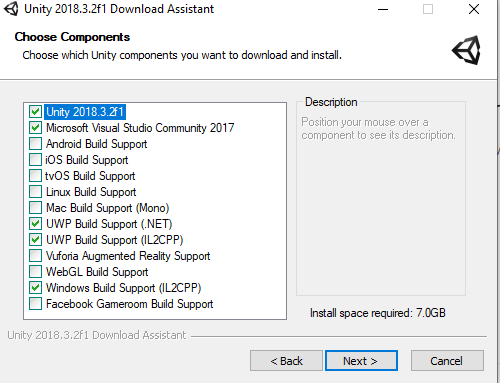 Unity 2018.3.2f1 Download Assistant
Choose Components
Choose which Unity components you want to download and install.
Unity 2018.3.2f1
Microsoft Visual Studio Community 2017
Android Build Support
iOS Build Support
tvOS Build Support
Linux Build Support
Mac Build Support (Mono)
UWP Build Support (.NET)
UWP Build Support (IL2CPP)
Vuforia Augmented Reality Support
WebGL Build Support
Windows Build Support (IL2CPP)
Facebook Gameroom Build Support
Description
Position your mouse over a
component to see its description.
Install space required: 7.0GB
Unity 2018.3.2f1 Download Assistant
< Back
Next >
Cancel